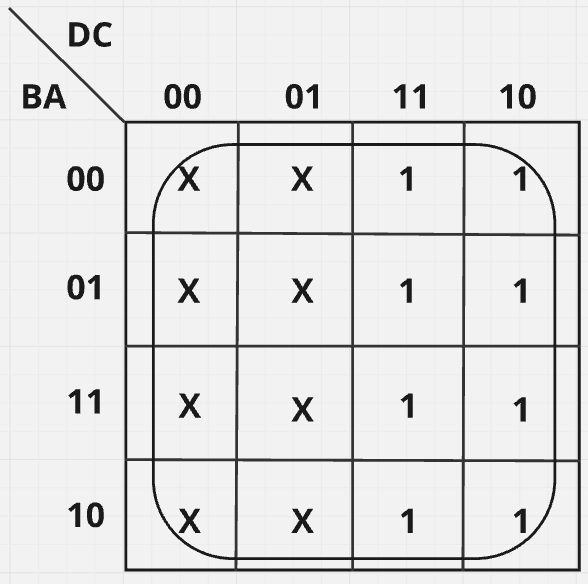 DC
BA 00 01 11 10
00 X X 1 1
01 X X 1 1
11 X X 1 1
10 X X 1 1